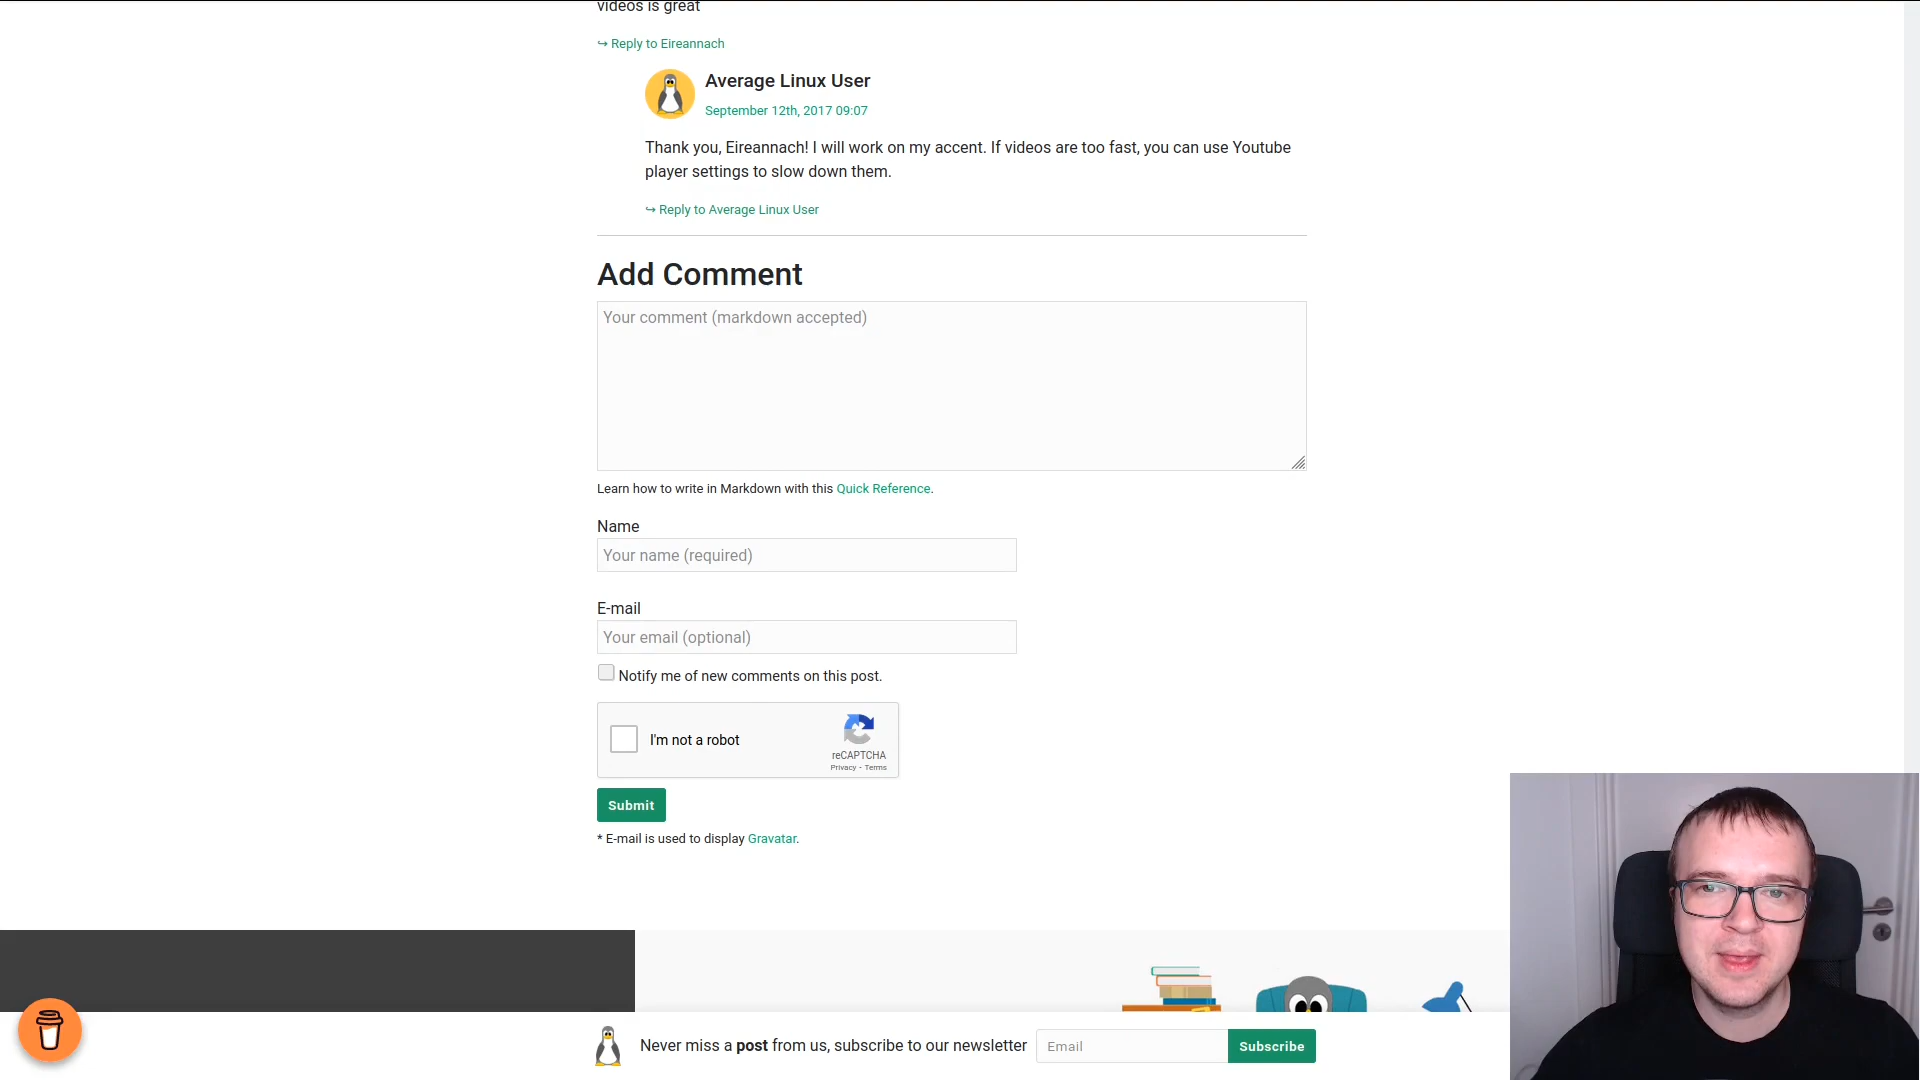 videos is great
↪ Reply to Eireannach
Average Linux User
September 12th, 2017 09:07
Thank you, Eireannach! I will work on my accent. If videos are too fast, you can use Youtube
player settings to slow down them.
↪ Reply to Average Linux User
Add Comment
Your comment (markdown accepted)
Learn how to write in Markdown with this Quick Reference.
Name
Your name (required)
E-mail
Your email (optional)
Notify me of new comments on this post.
I'm not a robot
reCAPTCHA
Privacy - Terms
Submit
* E-mail is used to display Gravatar.
Never miss a post from us, subscribe to our newsletter
Email
Subscribe